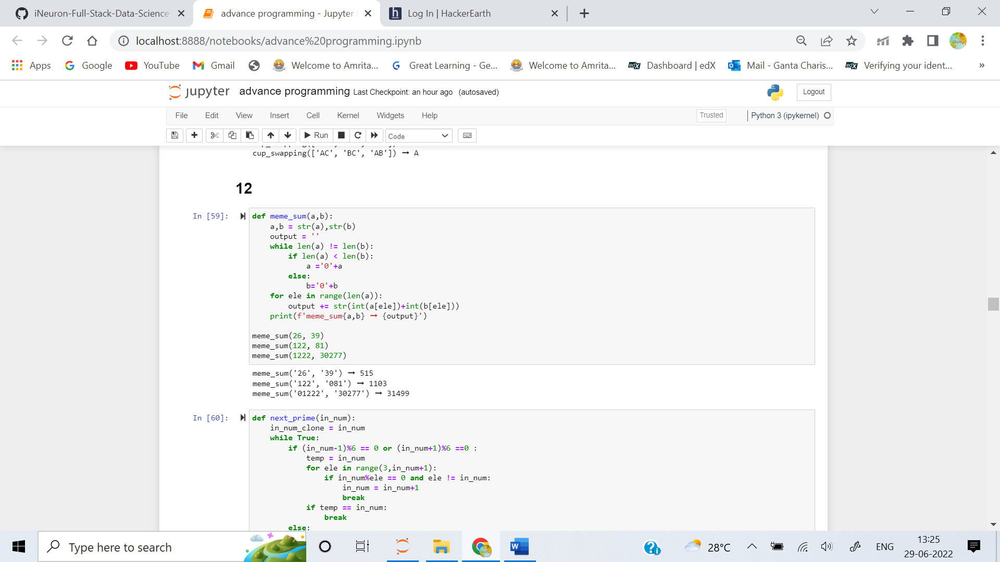 iNeuron-Full-Stack-Data-Science
advance programming - Jupyter
Log In | HackerEarth
localhost:8888/notebooks/advance%20programming.ipynb
Apps
Google
YouTube
Gmail
Welcome to Amrita...
Great Learning - Ge...
Welcome to Amrita...
Dashboard | edX
Mail - Ganta Charis...
Verifying your ident...
»
jupyter advance programming Last Checkpoint: an hour ago (autosaved)
Logout
File Edit View Insert Cell Kernel Widgets Help
Trusted
Python 3 (ipykernel)
Run
Code
cup_swapping(['AC', 'BC', 'AB']) → A
12
In [59]:
def meme_sum(a,b):
    a,b = str(a),str(b)
    output = ''
    while len(a) != len(b):
        if len(a) < len(b):
            a ='0'+a
        else:
            b='0'+b
    for ele in range(len(a)):
        output += str(int(a[ele])+int(b[ele]))
    print(f'meme_sum{a,b} → {output}')
meme_sum(26, 39)
meme_sum(122, 81)
meme_sum(1222, 30277)
meme_sum('26', '39') → 515
meme_sum('122', '081') → 1103
meme_sum('01222', '30277') → 31499
In [60]:
def next_prime(in_num):
    in_num_clone = in_num
    while True:
        if (in_num-1)%6 == 0 or (in_num+1)%6 ==0 :
            temp = in_num
            for ele in range(3,in_num+1):
                if in_num%ele == 0 and ele != in_num:
                    in_num = in_num+1
                    break
            if temp == in_num:
                break
        else:
Type here to search
28°C
ENG
13:25
29-06-2022